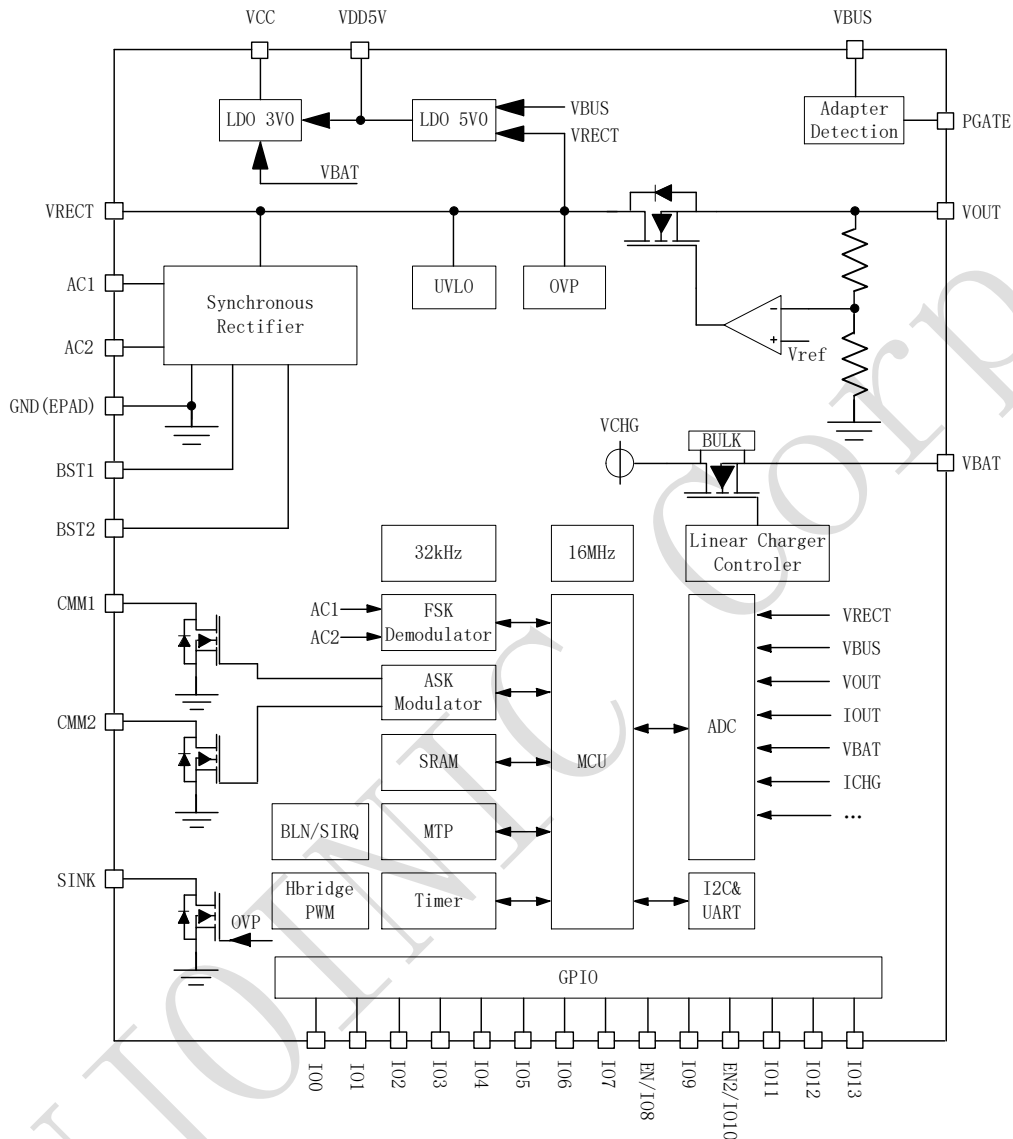 VCC
VDD5V
VBUS
LDO 3V0
LDO 5V0
VBUS
VRECT
VBAT
Adapter
Detection
PGATE
VRECT
VOUT
AC1
Synchronous
Rectifier
UVLO
OVP
AC2
Vref
GND(EPAD)
VCHG
BULK
BST1
VBAT
BST2
32kHz
16MHz
Linear Charger
Controler
CMM1
AC1
AC2
FSK
Demodulator
VRECT
VBUS
ASK
Modulator
VOUT
CMM2
IOUT
SRAM
MCU
ADC
VBAT
ICHG
...
BLN/SIRQ
MTP
SINK
Hbridge
PWM
Timer
I2C&
UART
OVP
GPIO
IO0
IO1
IO2
IO3
IO4
IO5
IO6
IO7
EN/IO8
IO9
EN2/IO10
IO11
IO12
IO13
JOINIC Corp